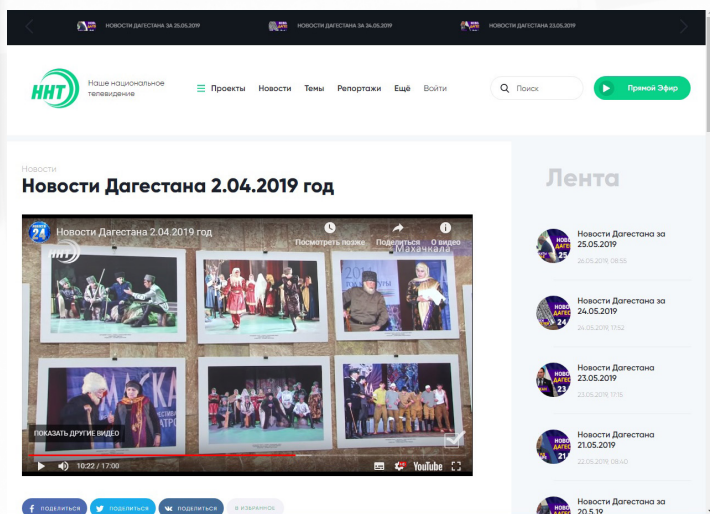 НОВОСТИ ДАГЕСТАНА ЗА 25.05.2019
НОВОСТИ ДАГЕСТАНА ЗА 24.05.2019
НОВОСТИ ДАГЕСТАНА 23.05.2019
ННТ
Наше национальное
телевидение
Проекты Новости Темы Репортажи Ещё Войти
Поиск
Прямой Эфир
Новости
Новости Дагестана 2.04.2019 год
24
Новости Дагестана 2.04.2019 год
Посмотреть позже Поделиться О видео
ННТ
Махачкала
ПОКАЗАТЬ ДРУГИЕ ВИДЕО
10:22 / 17:00
YouTube
ПОДЕЛИТЬСЯ ПОДЕЛИТЬСЯ ПОДЕЛИТЬСЯ В ИЗБРАННОЕ
Лента
Новости Дагестана за
25.05.2019
26.05.2019, 08:56
Новости Дагестана за
24.05.2019
24.05.2019, 17:52
Новости Дагестана
23.05.2019
23.05.2019, 17:15
Новости Дагестана
21.05.2019
22.05.2019, 08:40
Новости Дагестана за
20.5.19